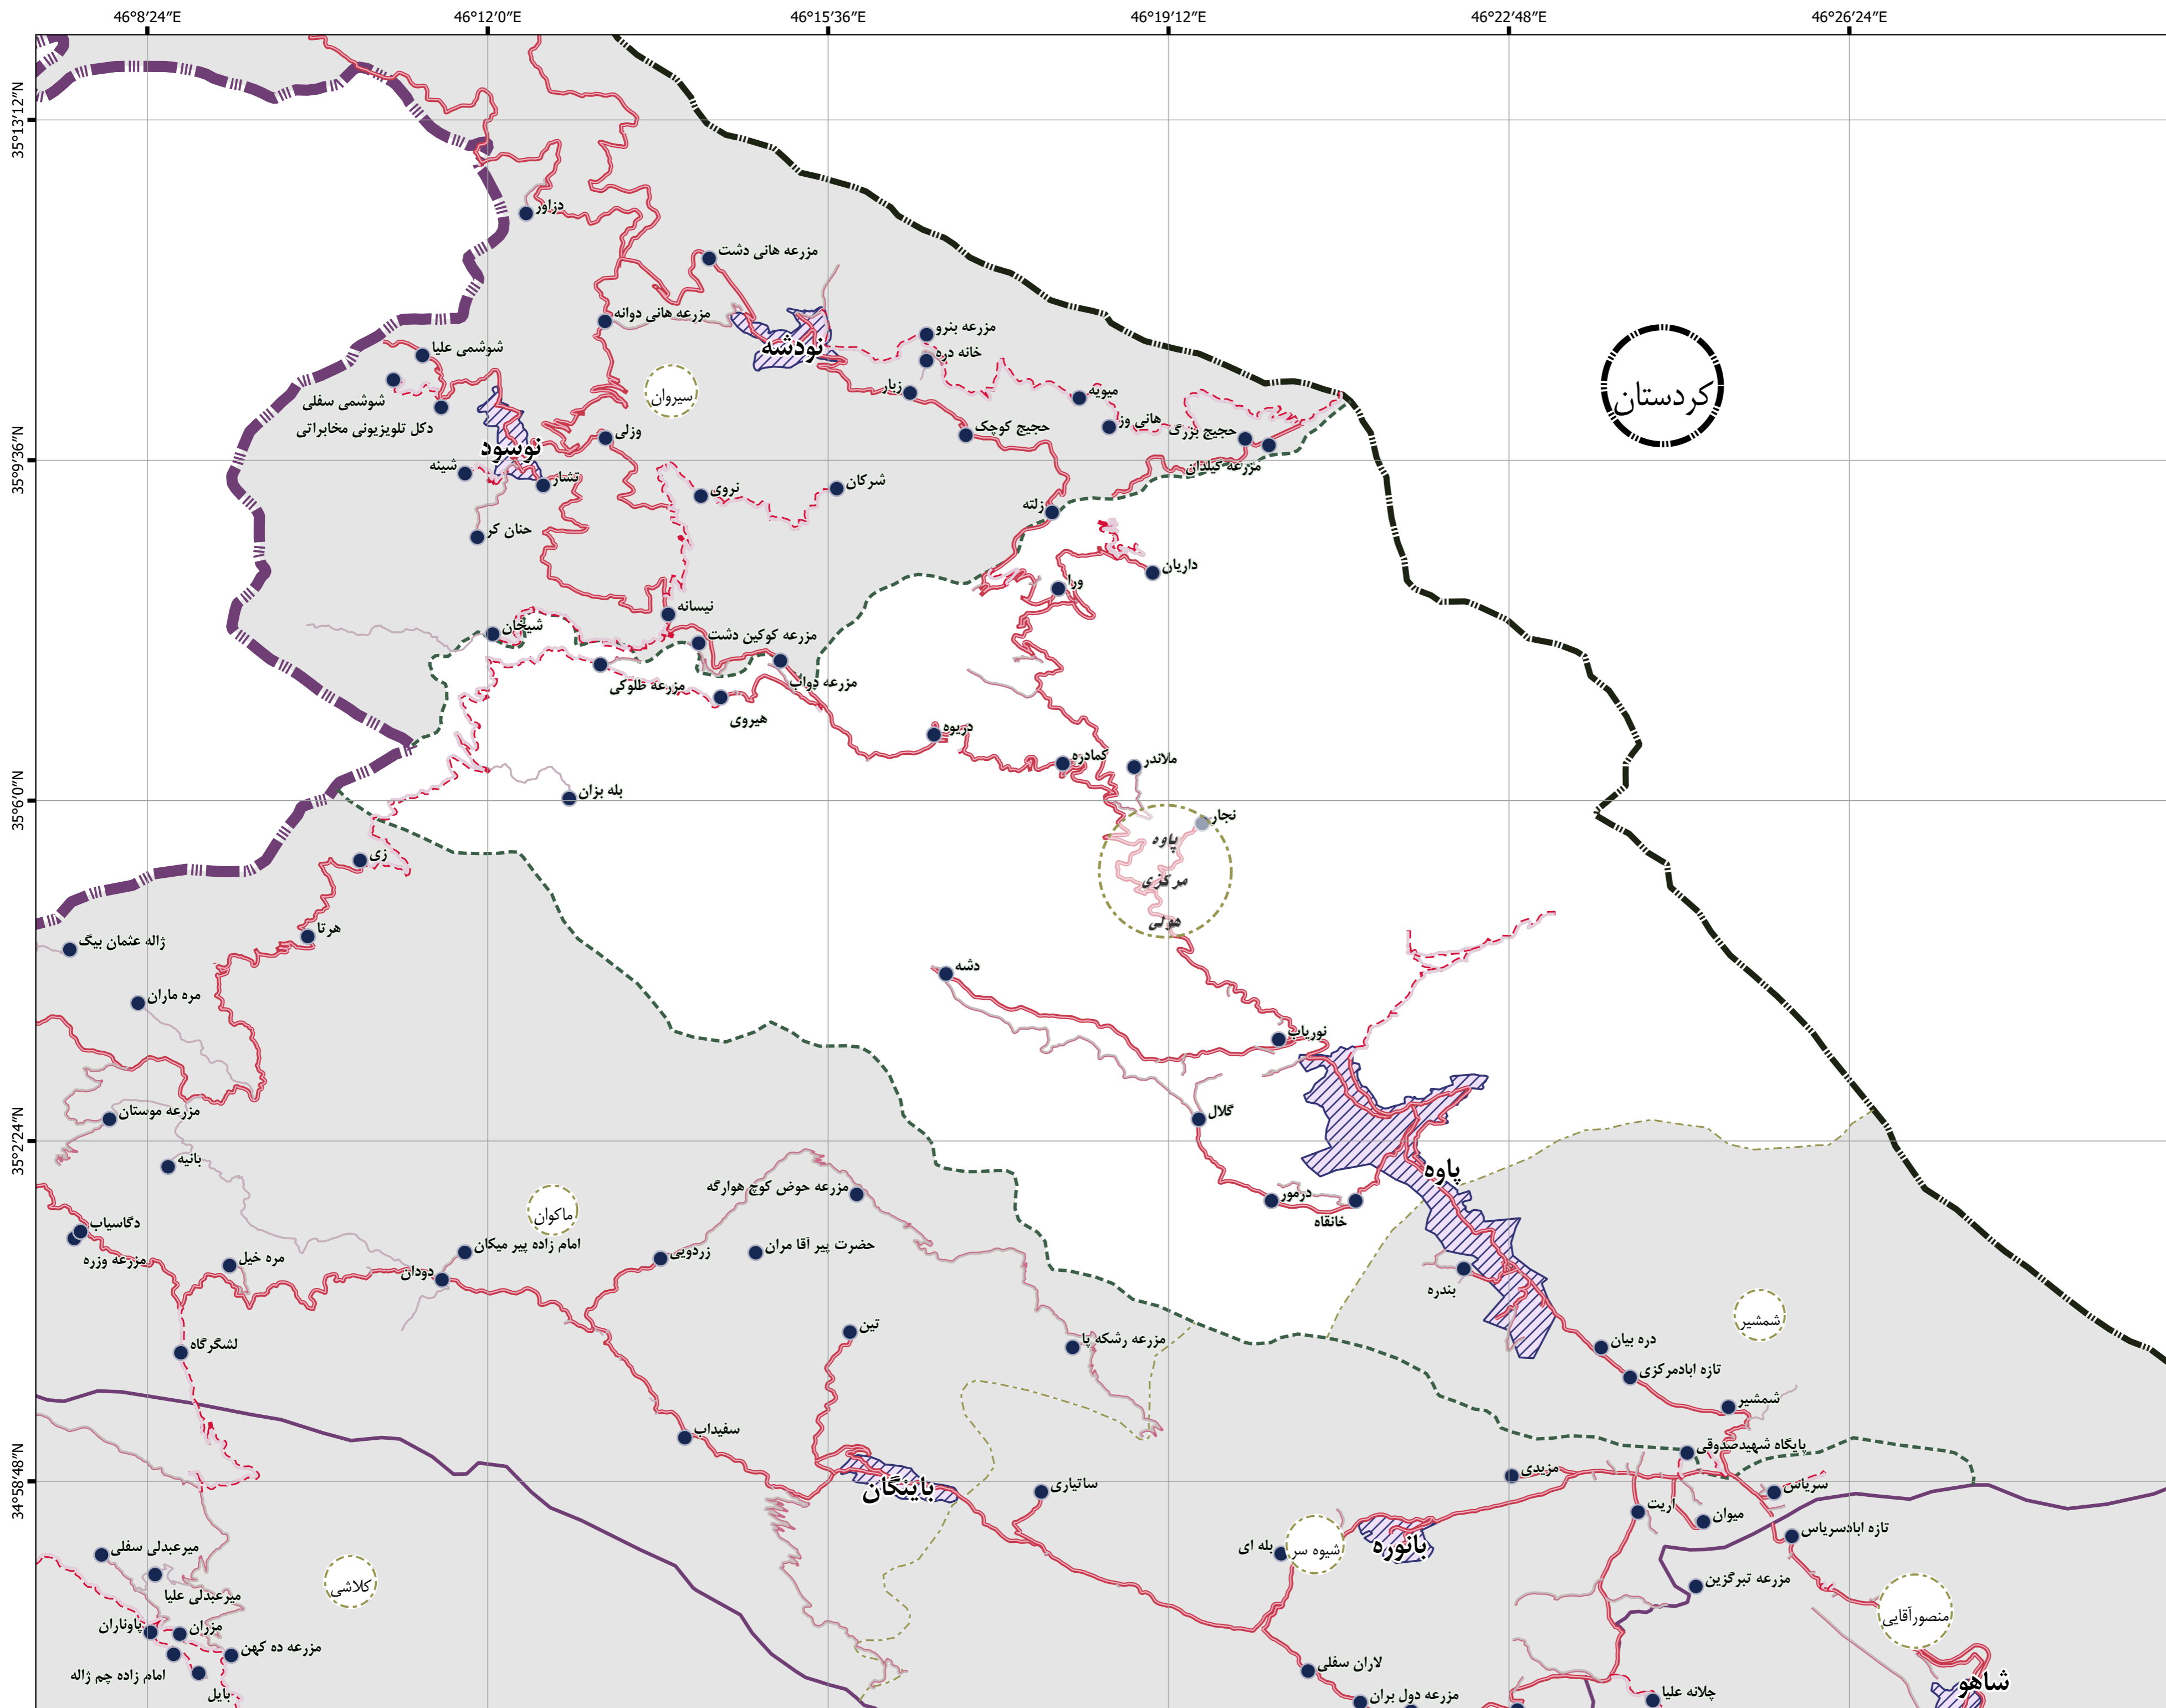 46°8'24"E
46°12'0"E
46°15'36"E
46°19'12"E
46°22'48"E
46°26'24"E
35°13'12"N
35°9'36"N
35°6'0"N
35°2'24"N
34°58'48"N
دزاور
مزرعه هانی دشت
مزرعه هانی دوانه
نودشه
مزرعه بنرو
خانه دره
شوشمی علیا
کردستان
سیروان
زیار
میویه
شوشمی سفلی
دکل تلویزیونی مخابراتی
هانی وز
حجیج کوچک
حجیج بزرگ
وزلی
نوسود
مزرعه گیلدان
شینه
تشار
نروی
شرکان
زلته
حنان کر
داریان
ورا
نیسانه
شیخان
مزرعه کوکین دشت
مزرعه طلوکی
مزرعه دواب
هیروی
دریوه
کمادره
ملاندر
بله بزان
نجار
پاوه
مرکزی
هولی
زی
هرتا
ژاله عثمان بیگ
دشه
مره ماران
نوریاب
مزرعه موستان
گلال
بانیه
پاوه
مزرعه حوض کوچ هوارگه
درمور
خانقاه
ماکوان
دگاسیاب
امام زاده پیر میکان
زردویی
حضرت پیر آقا مران
مزرعه وزره
مره خیل
دودان
بندره
شمشیر
تین
مزرعه رشکه پا
دره بیان
لشگرگاه
تازه ابادمرکزی
شمشیر
سفیداب
پایگاه شهیدصدوقی
مزیدی
باینگان
ساتیاری
سریاس
اریت
میوان
تازه ابادسریاس
میرعبدلی سفلی
بله ای
شیوه سر
بانوره
کلاشی
میرعبدلی علیا
مزرعه تبرگزین
منصورآقایی
پاوناران
مزران
مزرعه ده کهن
امام زاده چم ژاله
بابل
لاران سفلی
مزرعه دول بران
چلانه علیا
شاهو